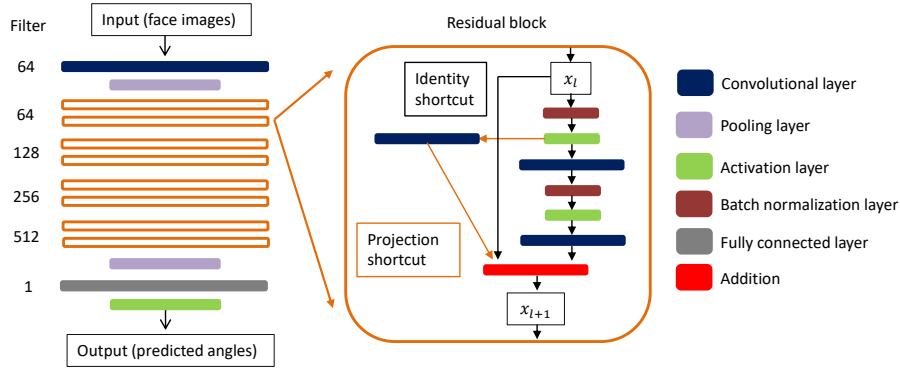 Filter
Input (face images)
64
64
128
256
512
1
Output (predicted angles)
Residual block
x_l
Identity
shortcut
Projection
shortcut
x_{l+1}
Convolutional layer
Pooling layer
Activation layer
Batch normalization layer
Fully connected layer
Addition